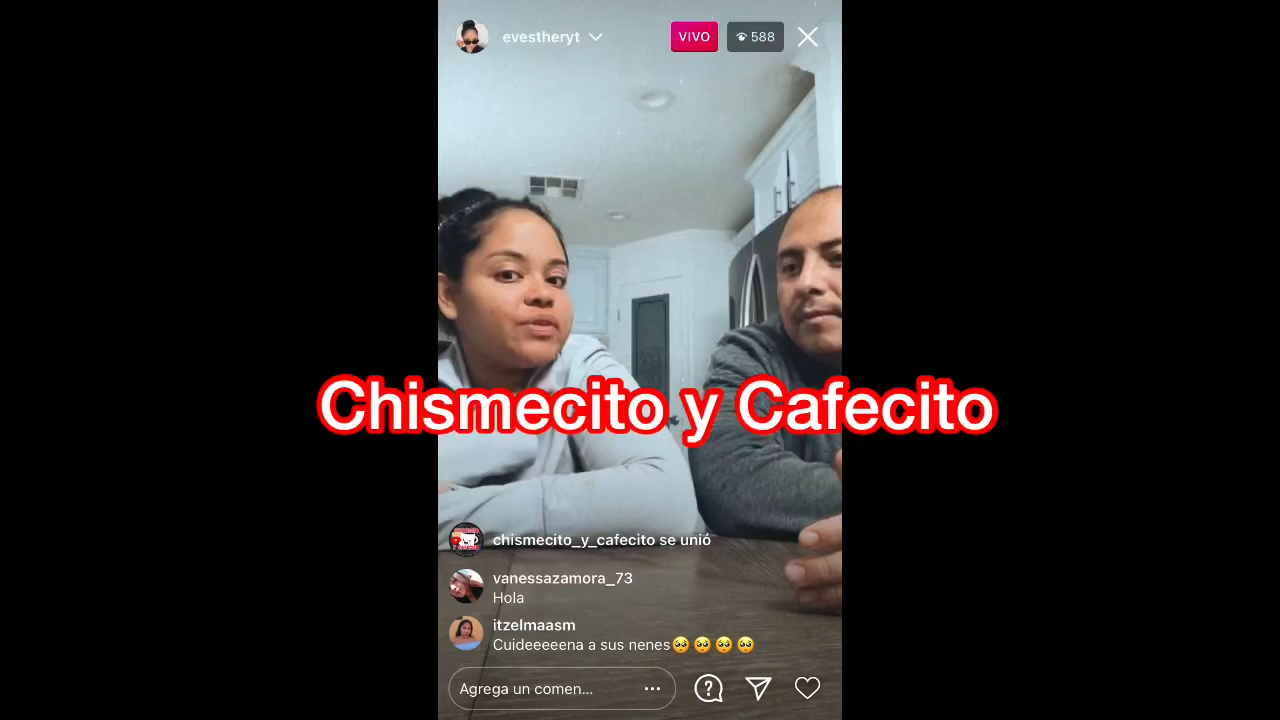 evestheryt
VIVO
588
Chismecito y Cafecito
chismecito_y_cafecito se unió
vanessazamora_73
Hola
itzelmaasm
Cuideeeeena a sus nenes🥺🥺🥺🥺
Agrega un comen...